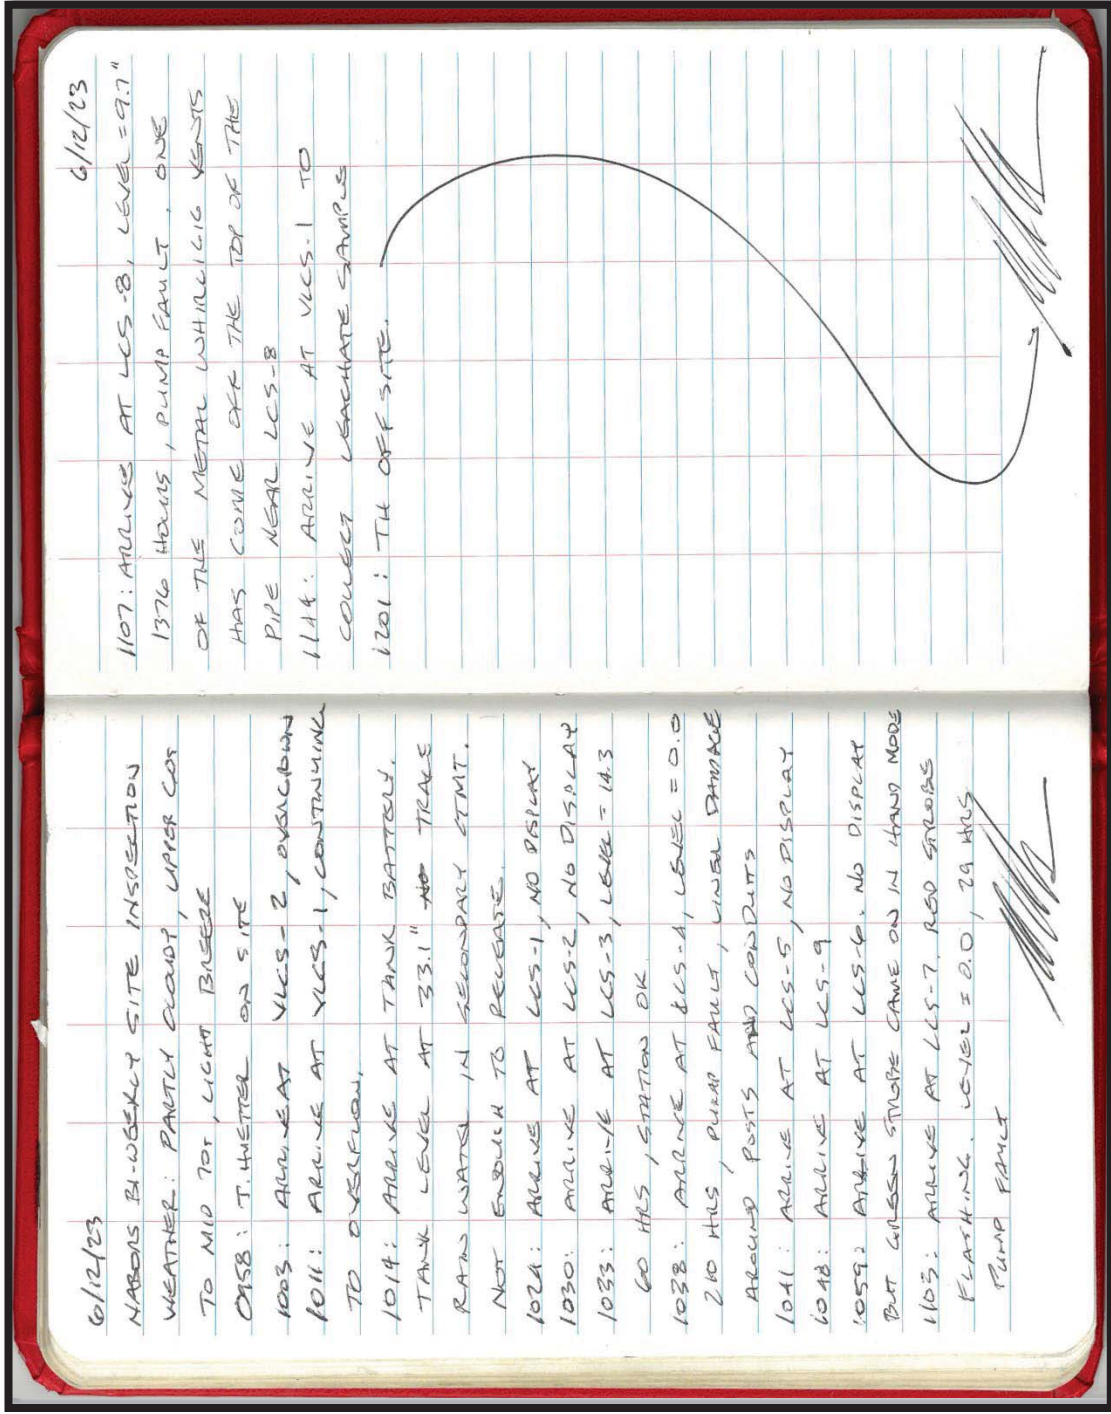 6/12/23
NABORS BI-WEEKLY SITE INSPECTION
WEATHER: PARTLY CLOUDY, UPPER 60s
TO MID 70s, LIGHT BREEZE
0958: T. HUETTER ON SITE
1003: ARRIVE AT VLCS-2, OVERGROWN
1011: ARRIVE AT VLCS-1, CONTINUING
TO OVERFLOW.
1014: ARRIVE AT TANK BATTERY.
TANK LEVEL AT 33.1" NO TRACE
RAIN WATER IN SECONDARY CTMT.
NOT ENOUGH TO RELEASE.
1024: ARRIVE AT LCS-1, NO DISPLAY
1030: ARRIVE AT LCS-2, NO DISPLAY
1033: ARRIVE AT LCS-3, LEVEL = 14.3
60 HRS, STATION OK
1038: ARRIVE AT LCS-4, LEVEL = 0.0
210 HRS, PUMP FAULT, LINER DAMAGE
AROUND POSTS AND CONDUITS
1041: ARRIVE AT LCS-5, NO DISPLAY
1048: ARRIVE AT LCS-9
1059: ARRIVE AT LCS-6. NO DISPLAY
BUT GREEN STROBE CAME ON IN HAND MODE
1103: ARRIVE AT LCS-7. RED STROBE
FLASHING. LEVEL = 0.0, 29 HRS
PUMP FAULT
6/12/23
1107: ARRIVE AT LCS-8, LEVEL = 9.7"
1376 HOURS, PUMP FAULT. ONE
OF THE METAL WHIRLIGIG VENTS
HAS COME OFF THE TOP OF THE
PIPE NEAR LCS-8
1114: ARRIVE AT VLCS-1 TO
COLLECT LEACHATE SAMPLE
1201: TH OFF SITE.